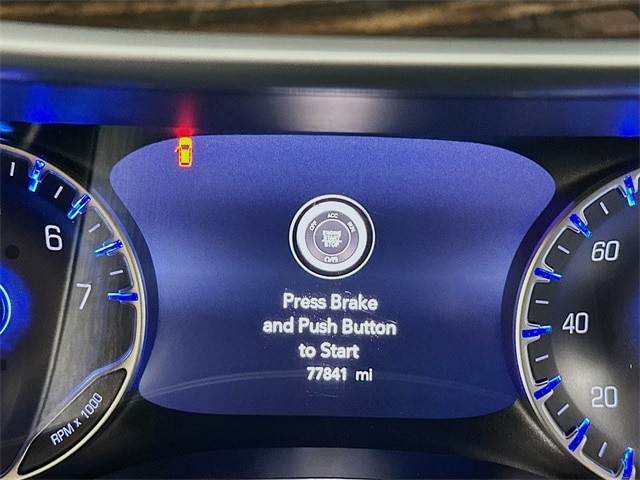 6
7
RPM x 1000
OFF
ACC
RUN
ENGINE
START
STOP
Press Brake
and Push Button
to Start
77841 mi
60
40
20